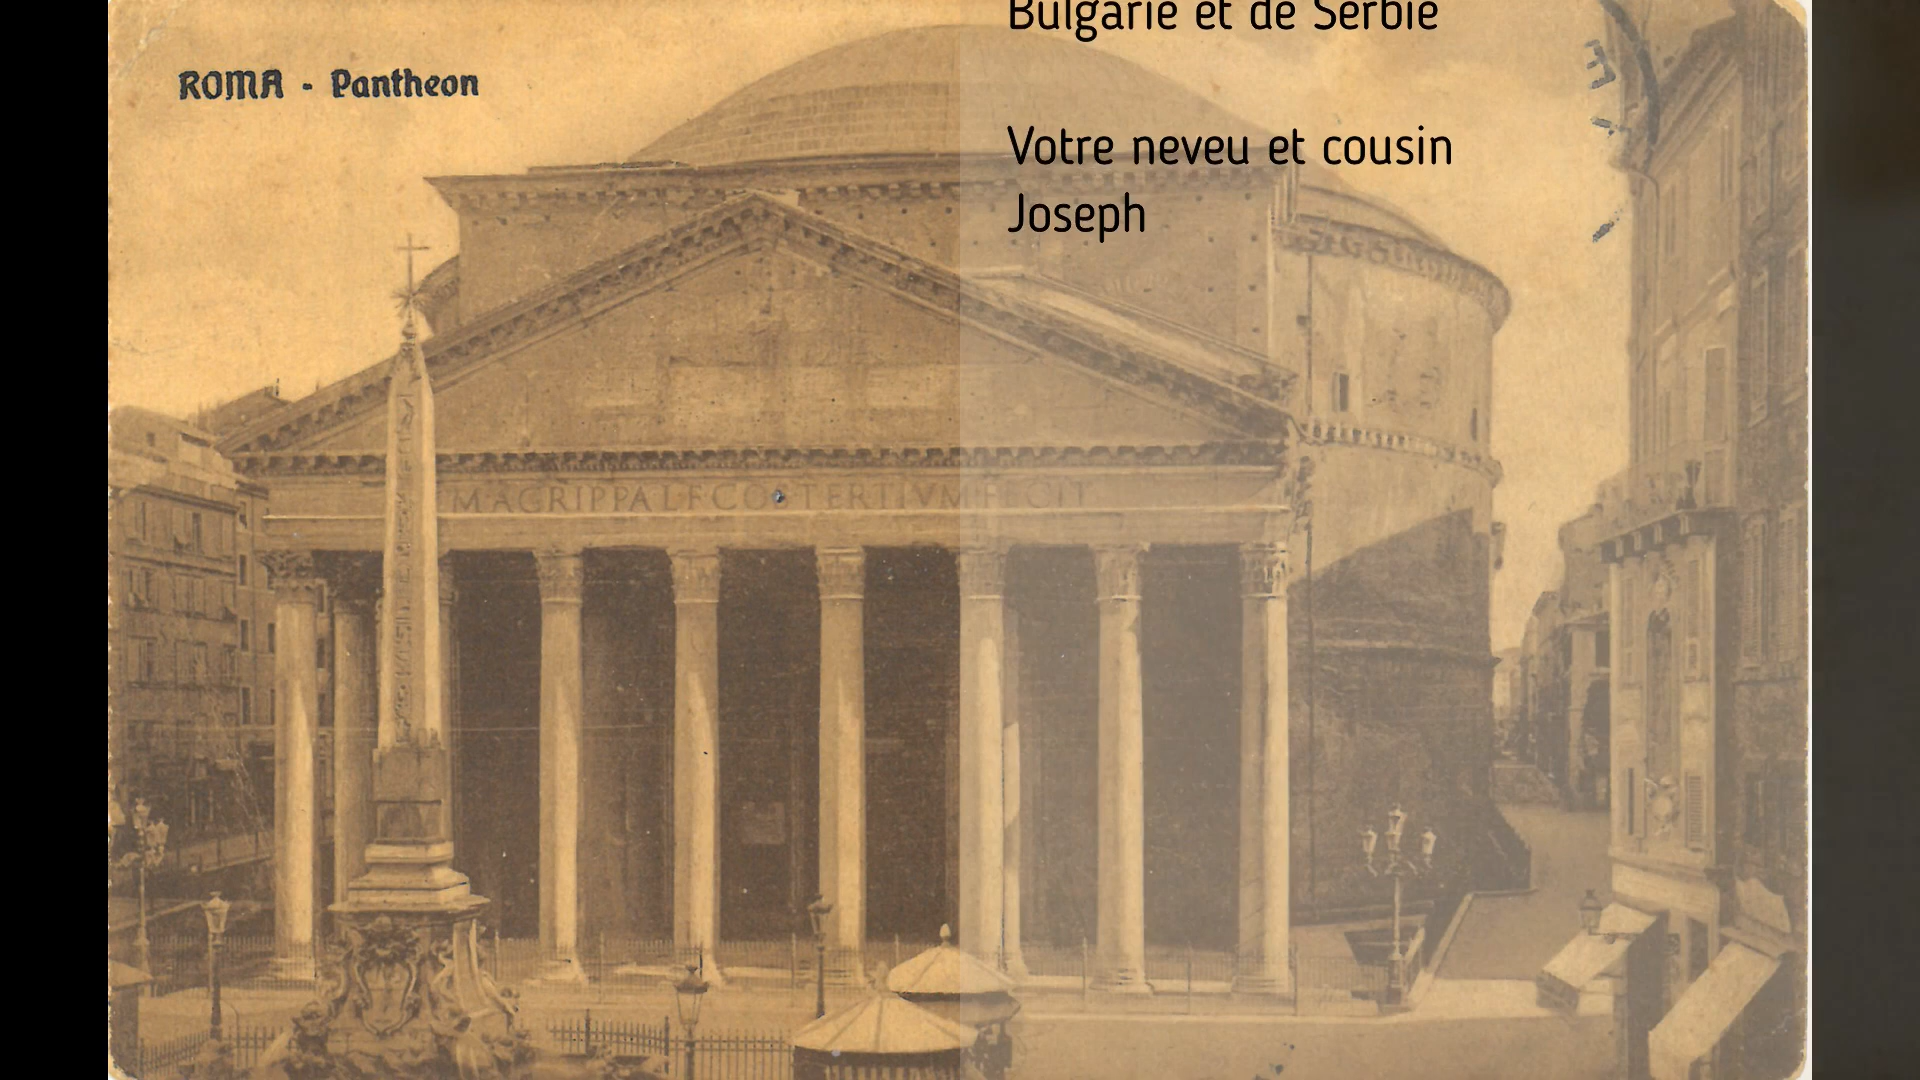 Bulgarie et de Serbie
ROMA - Pantheon
Votre neveu et cousin
Joseph
M AGRIPPA L F COS TERTIVM FECIT